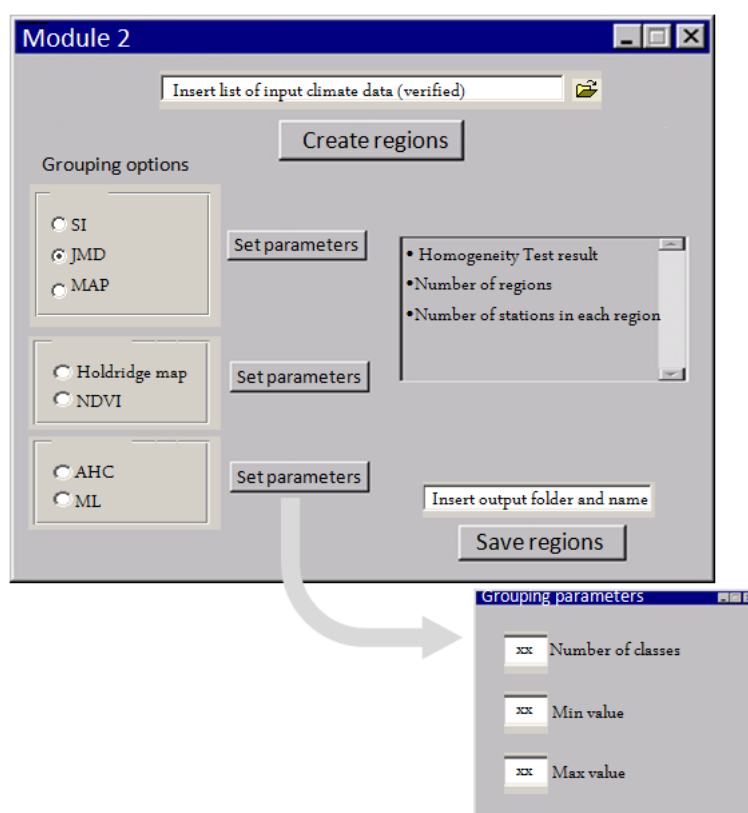 Module 2
Insert list of input climate data (verified)
Create regions
Grouping options
SI
JMD
MAP
Set parameters
• Homogeneity Test result
•Number of regions
•Number of stations in each region
Holdridge map
NDVI
Set parameters
AHC
ML
Set parameters
Insert output folder and name
Save regions
Grouping parameters
xx Number of classes
xx Min value
xx Max value